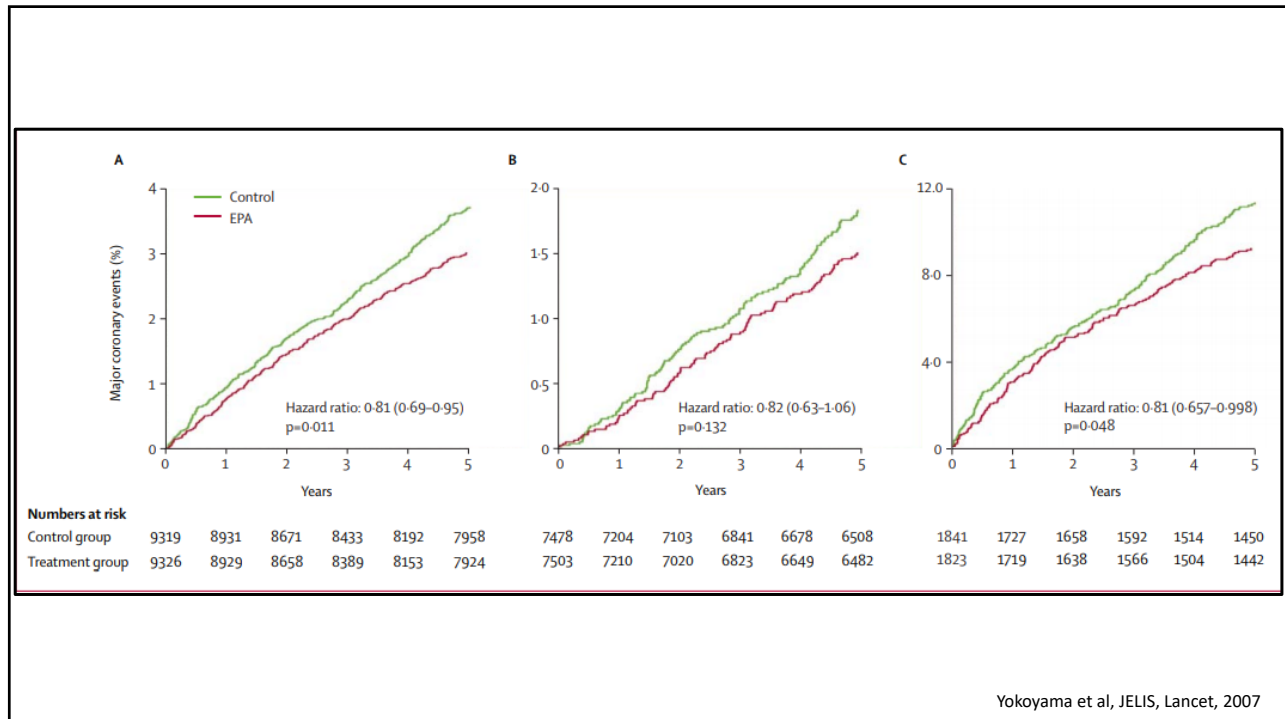 A
B
C
Major coronary events (%)
4
3
2
1
0
Control
EPA
Hazard ratio: 0·81 (0·69–0·95)
p=0·011
0 1 2 3 4 5
Years
2·0
1·5
1·0
0·5
0
Hazard ratio: 0·82 (0·63–1·06)
p=0·132
0 1 2 3 4 5
Years
12·0
8·0
4·0
0
Hazard ratio: 0·81 (0·657–0·998)
p=0·048
0 1 2 3 4 5
Years
Numbers at risk
Control group 9319 8931 8671 8433 8192 7958 7478 7204 7103 6841 6678 6508 1841 1727 1658 1592 1514 1450
Treatment group 9326 8929 8658 8389 8153 7924 7503 7210 7020 6823 6649 6482 1823 1719 1638 1566 1504 1442
Yokoyama et al, JELIS, Lancet, 2007